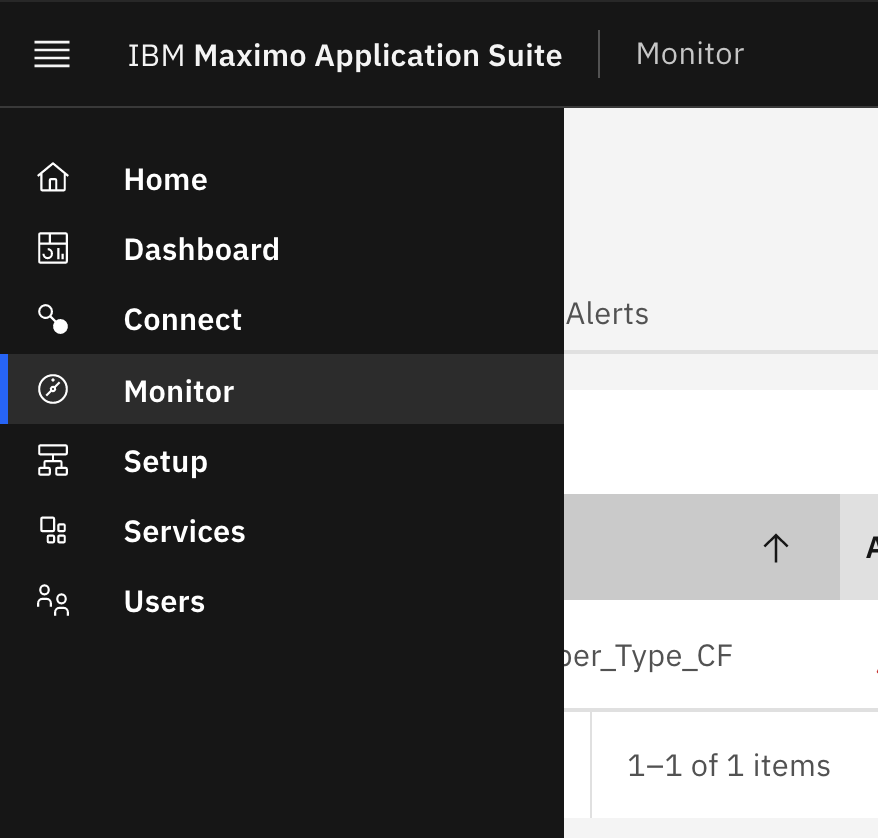 IBM Maximo Application Suite
Monitor
Home
Dashboard
Connect
Monitor
Setup
Services
Users
Alerts
per_Type_CF
1–1 of 1 items